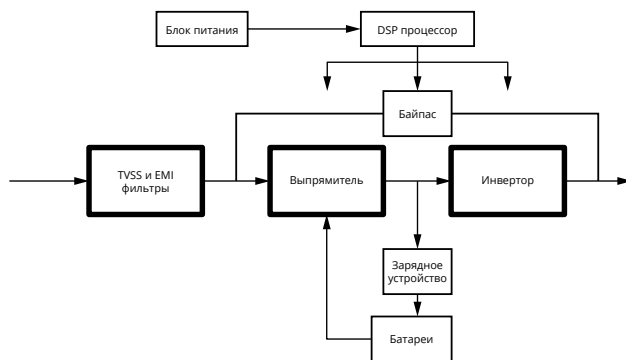 Блок питания
DSP процессор
Байпас
TVSS и EMI
фильтры
Выпрямитель
Инвертор
Зарядное
устройство
Батареи